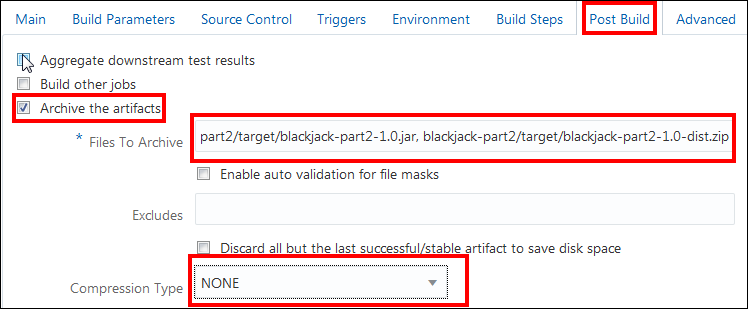 Main Build Parameters Source Control Triggers Environment Build Steps Post Build Advanced
Aggregate downstream test results
Build other jobs
Archive the artifacts
* Files To Archive part2/target/blackjack-part2-1.0.jar, blackjack-part2/target/blackjack-part2-1.0-dist.zip
Enable auto validation for file masks
Excludes
Discard all but the last successful/stable artifact to save disk space
Compression Type NONE